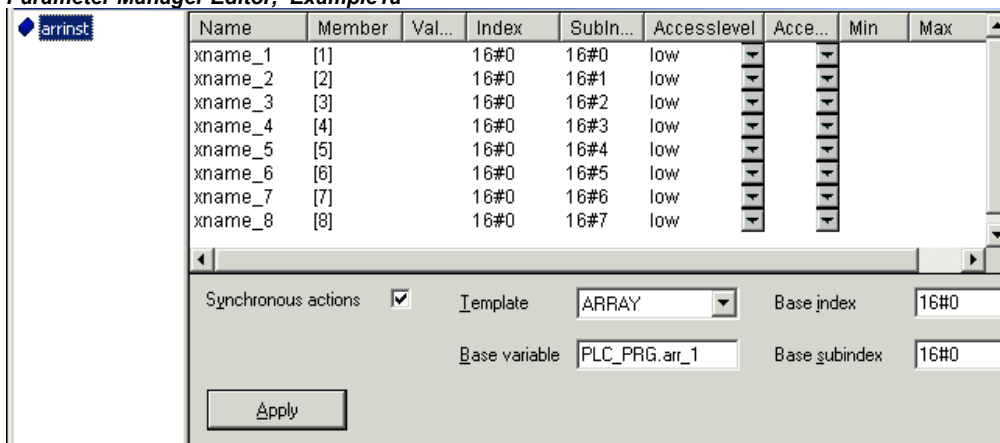 Parameter Manager Editor, Example1a
arrinst
Name Member Val... Index SubIn... Accesslevel Acce... Min Max
xname_1 [1] 16#0 16#0 low
xname_2 [2] 16#0 16#1 low
xname_3 [3] 16#0 16#2 low
xname_4 [4] 16#0 16#3 low
xname_5 [5] 16#0 16#4 low
xname_6 [6] 16#0 16#5 low
xname_7 [7] 16#0 16#6 low
xname_8 [8] 16#0 16#7 low
Synchronous actions Template ARRAY Base index 16#0
Base variable PLC_PRG.arr_1 Base subindex 16#0
Apply